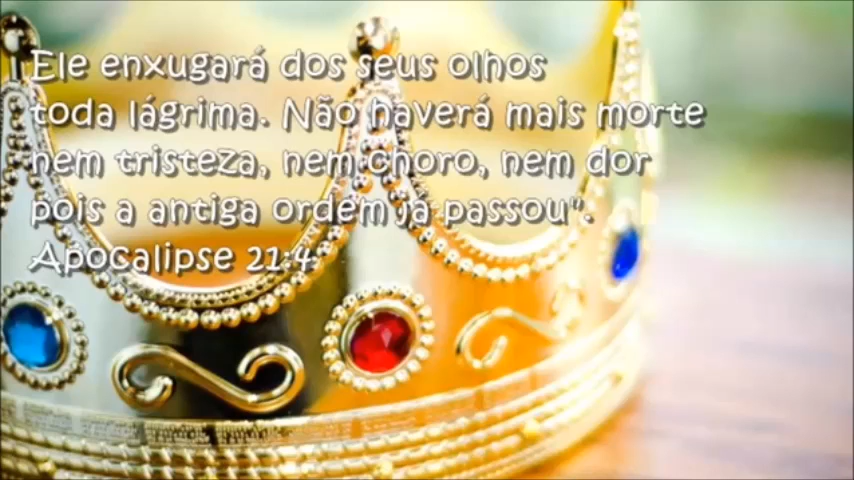 Ele enxugará dos seus olhos
toda lágrima. Não haverá mais morte
nem tristeza, nem choro, nem dor
pois a antiga ordem já passou".
Apocalipse 21:4